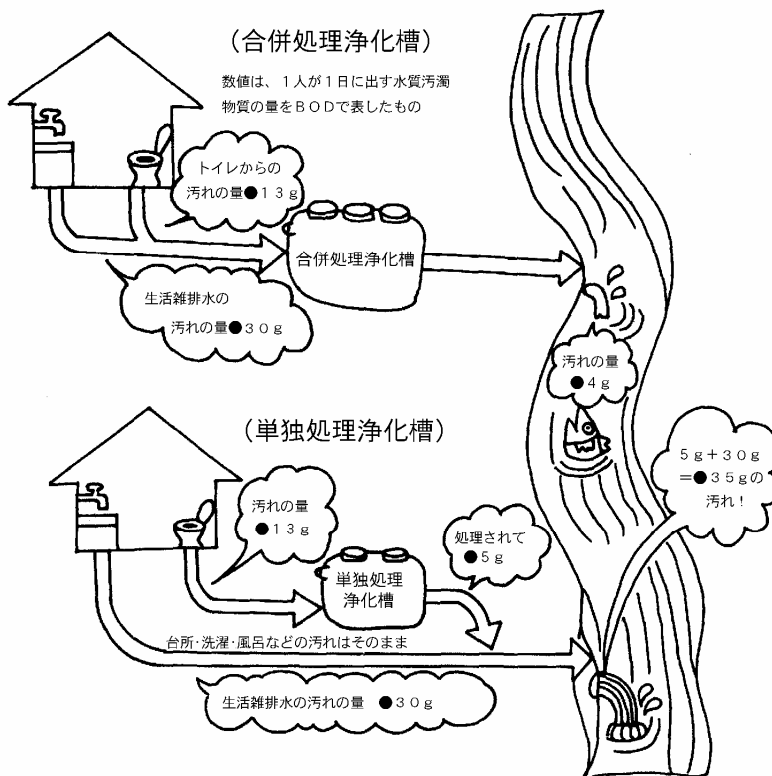 (合併処理浄化槽)
数値は、1人が1日に出す水質汚濁
物質の量をBODで表したもの
トイレからの
汚れの量●13g
合併処理浄化槽
生活雑排水の
汚れの量●30g
汚れの量
●4g
(単独処理浄化槽)
汚れの量
●13g
単独処理
浄化槽
処理されて
●5g
5g+30g
=●35gの
汚れ!
台所・洗濯・風呂などの汚れはそのまま
生活雑排水の汚れの量 ●30g